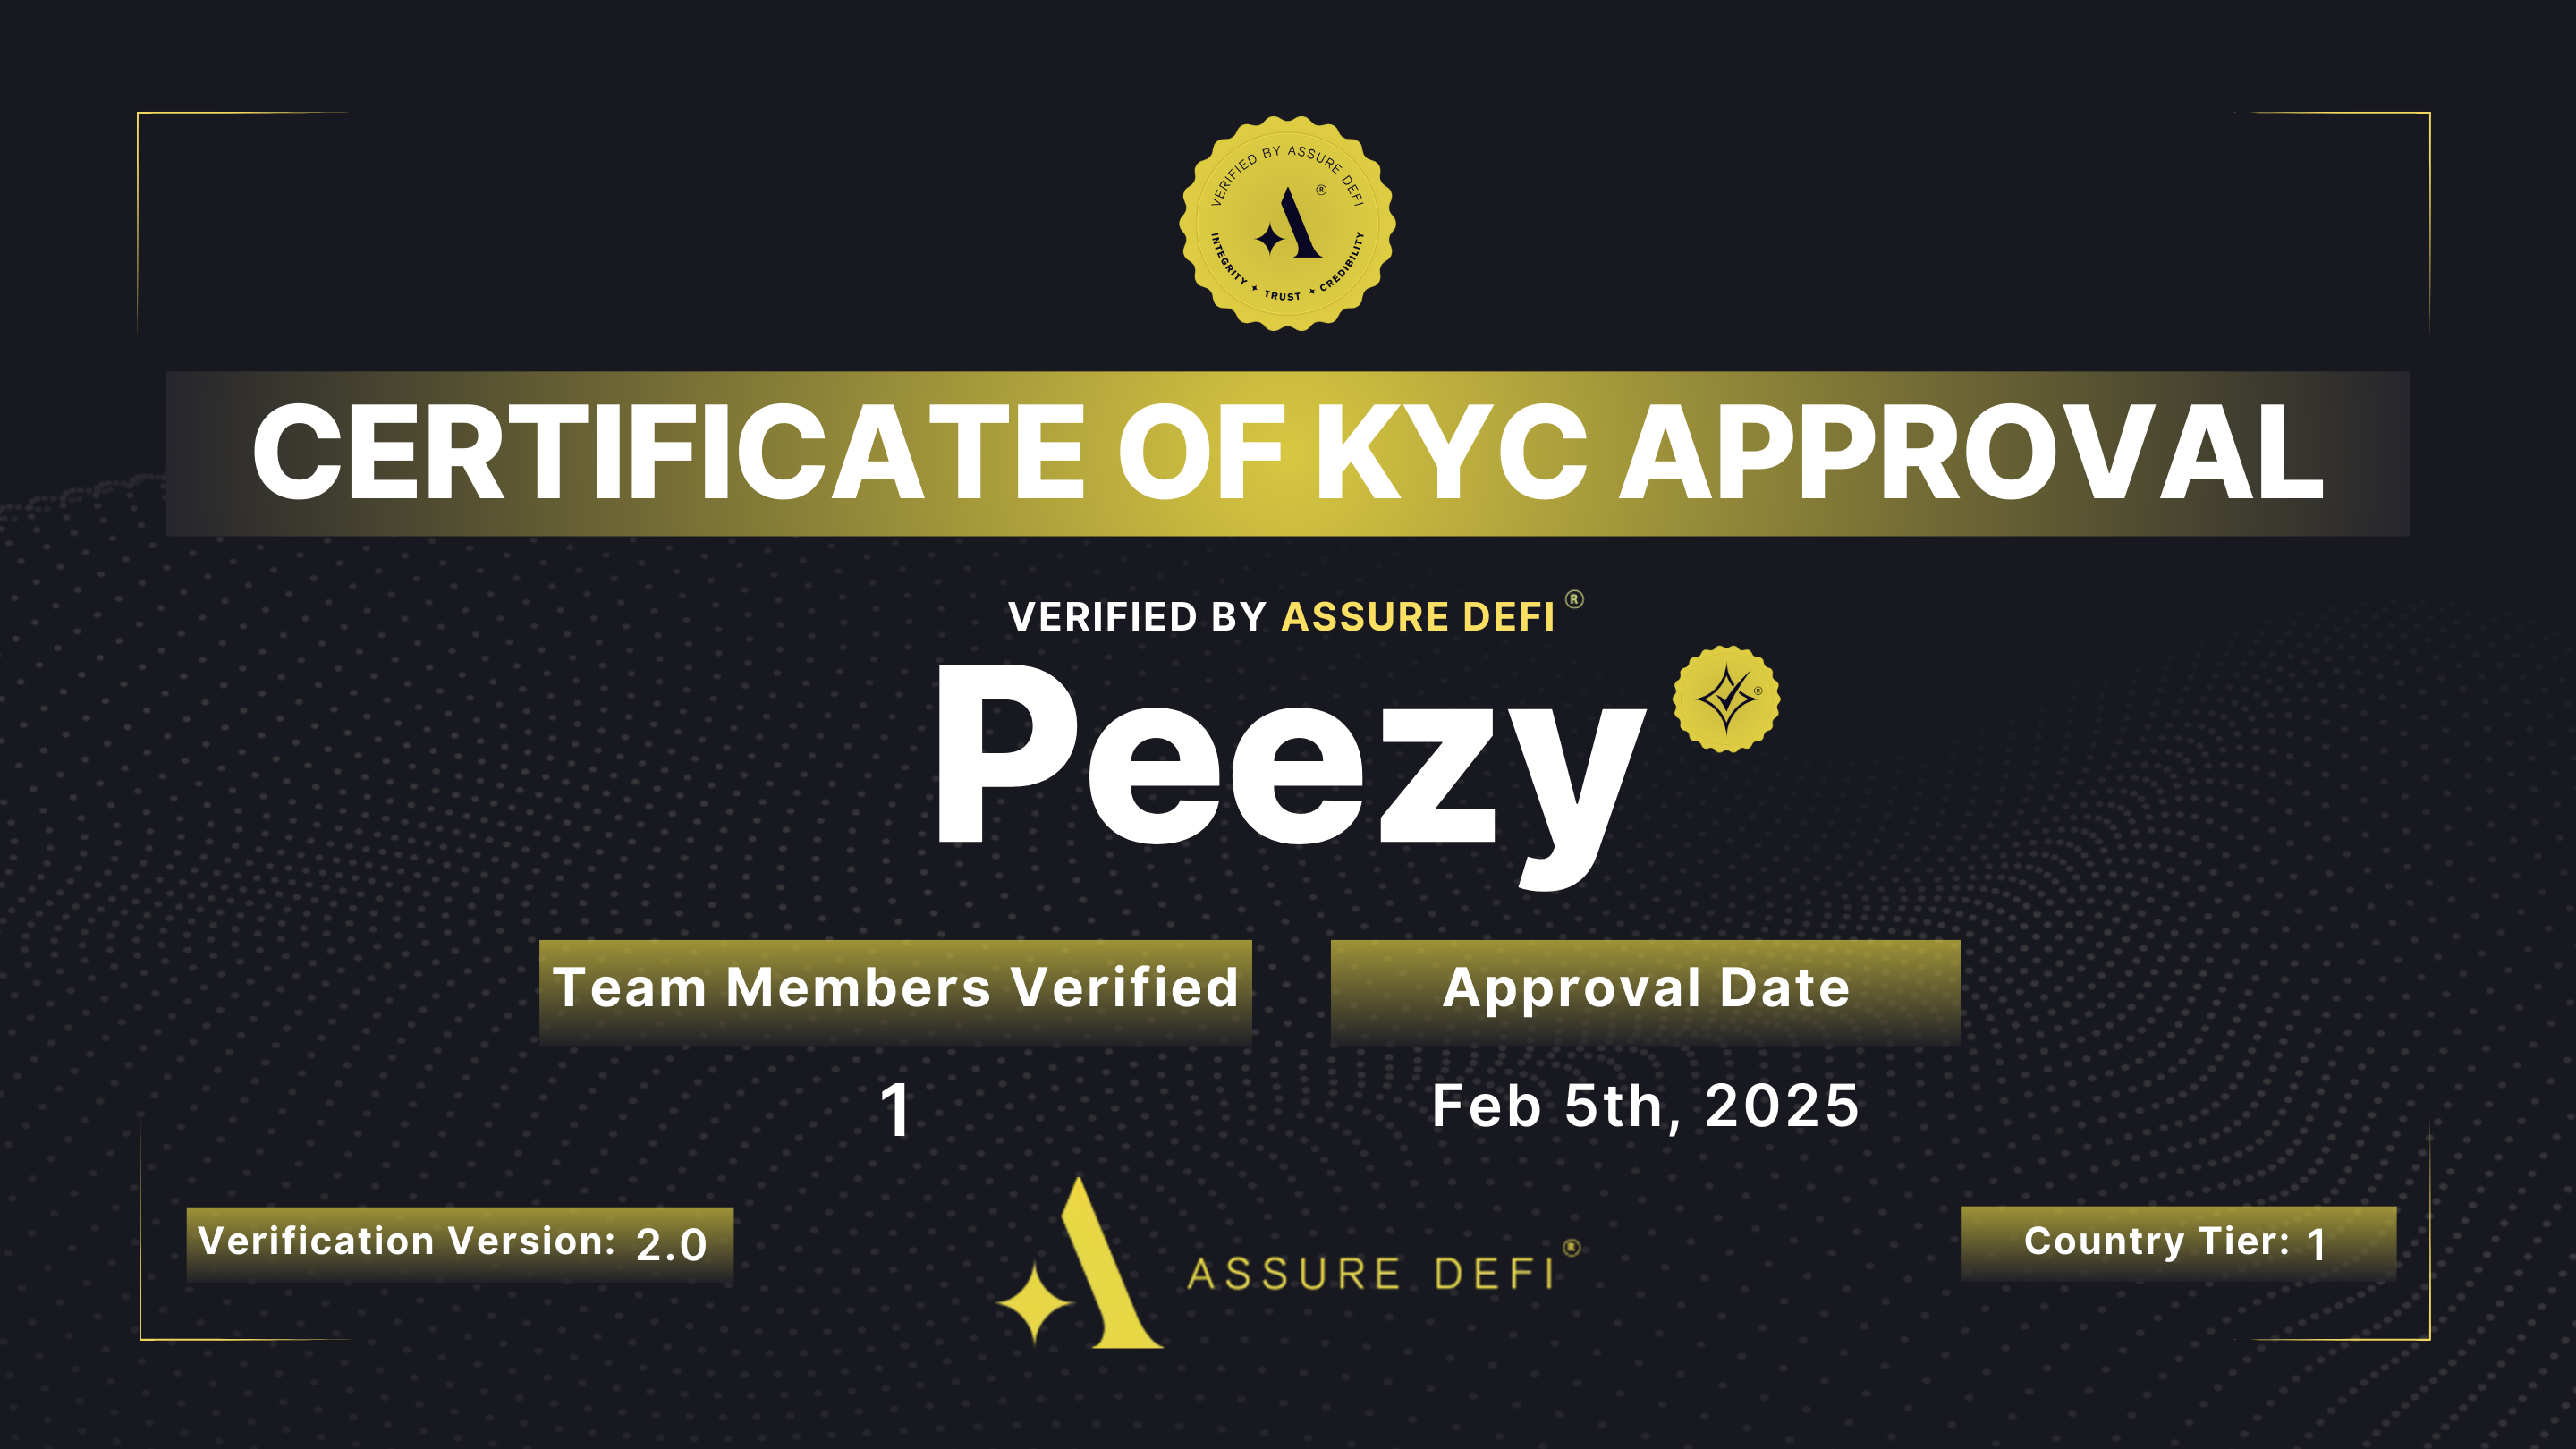 VERIFIED BY ASSURE DEFI
®
INTEGRITY ✦ TRUST ✦ CREDIBILITY
CERTIFICATE OF KYC APPROVAL
VERIFIED BY ASSURE DEFI ®
Peezy
®
Team Members Verified
1
Approval Date
Feb 5th, 2025
Verification Version: 2.0
ASSURE DEFI ®
Country Tier: 1